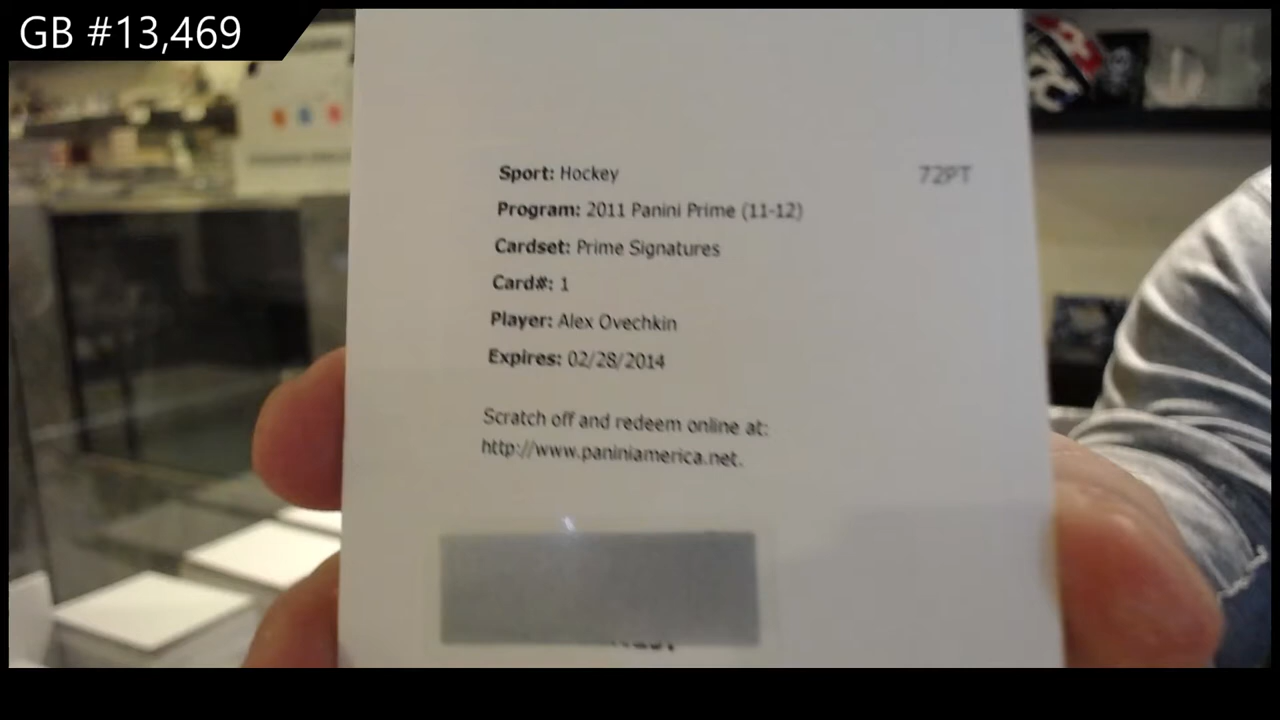 GB #13,469
Sport: Hockey
72PT
Program: 2011 Panini Prime (11-12)
Cardset: Prime Signatures
Card#: 1
Player: Alex Ovechkin
Expires: 02/28/2014
Scratch off and redeem online at:
http://www.paniniamerica.net.